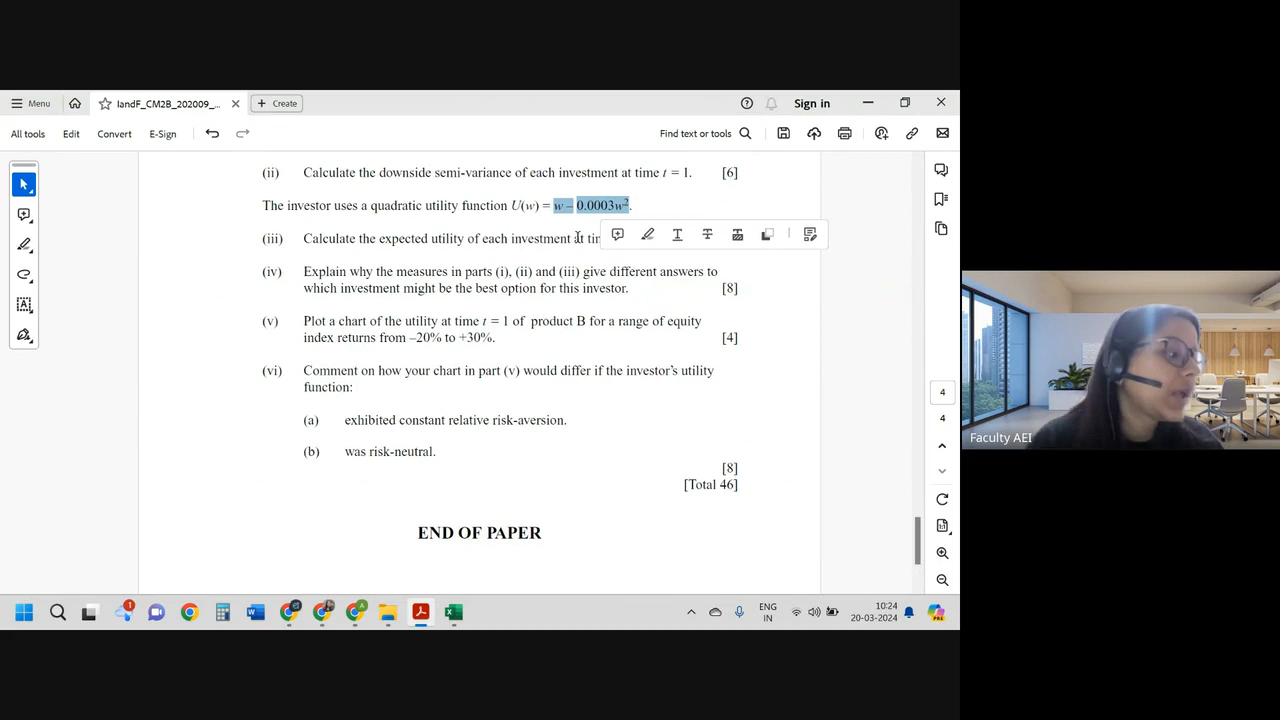 Menu
IandF_CM2B_202009_...
Create
Sign in
All tools
Edit
Convert
E-Sign
Find text or tools
(ii) Calculate the downside semi-variance of each investment at time t = 1. [6]
The investor uses a quadratic utility function U(w) = w – 0.0003w².
(iii) Calculate the expected utility of each investment at
(iv) Explain why the measures in parts (i), (ii) and (iii) give different answers to
which investment might be the best option for this investor. [8]
(v) Plot a chart of the utility at time t = 1 of product B for a range of equity
index returns from –20% to +30%. [4]
(vi) Comment on how your chart in part (v) would differ if the investor's utility
function:
(a) exhibited constant relative risk-aversion.
(b) was risk-neutral.
[8]
[Total 46]
END OF PAPER
4
4
Faculty AEI
1
ENG
IN
10:24
20-03-2024